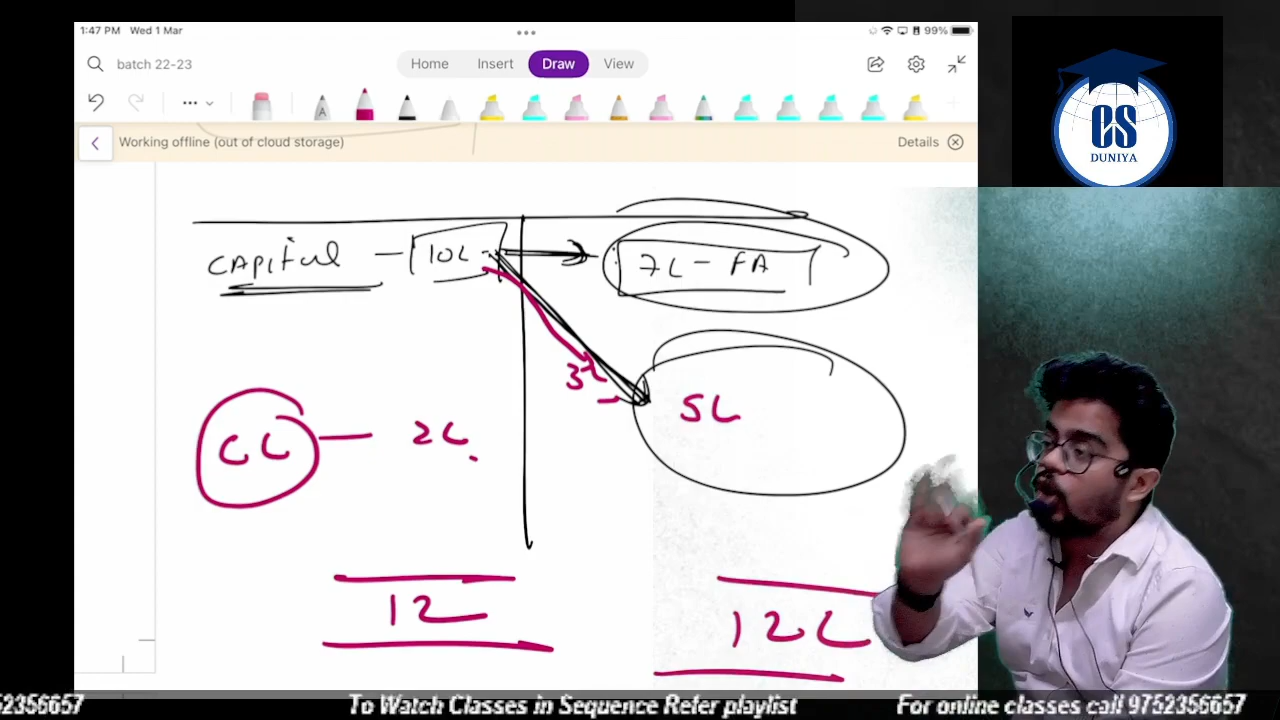 1:47 PM Wed 1 Mar
99%
batch 22-23
Home Insert Draw View
Working offline (out of cloud storage)
Details
CS
DUNIYA
CAPITAL — 10L
7L - FA
3L
5L
CL — 2L
12
12L
52356657 To Watch Classes in Sequence Refer playlist For online classes call 9752356657